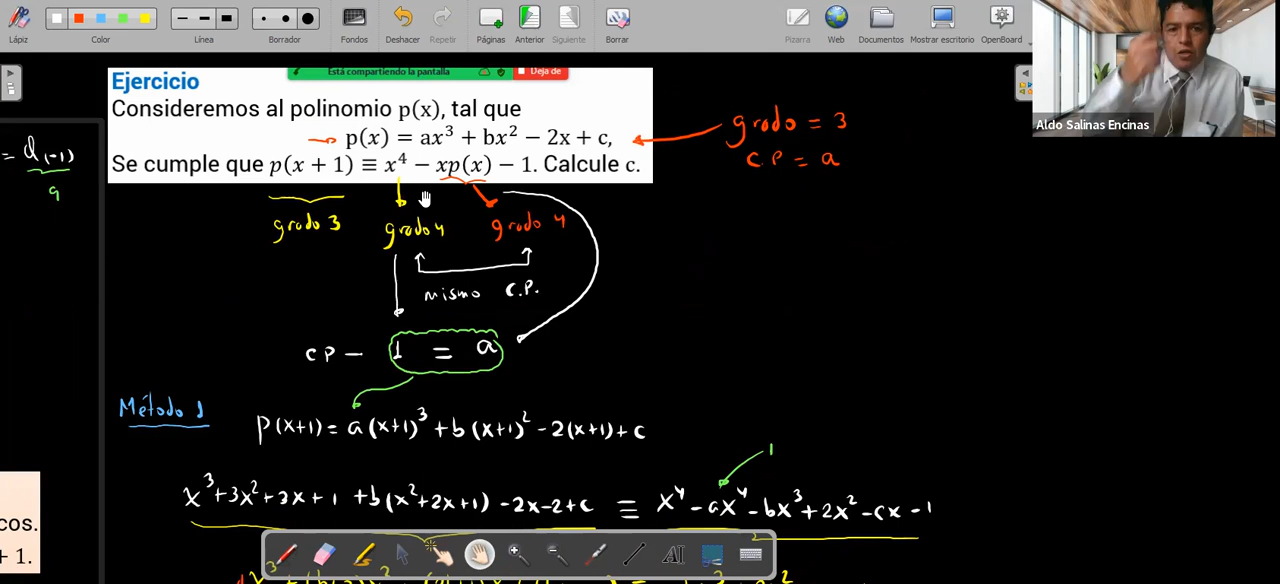 Lápiz
Color
Línea
Borrador
Fondos
Deshacer
Repetir
Páginas
Anterior
Siguiente
Borrar
Pizarra
Web
Documentos
Mostrar escritorio
OpenBoard
Está compartiendo la pantalla
Deja de
Aldo Salinas Encinas
Ejercicio
Consideremos al polinomio p(x), tal que
p(x) = ax³ + bx² − 2x + c,
Se cumple que p(x + 1) ≡ x⁴ − xp(x) − 1. Calcule c.
grado = 3
C.P = a
grado 3
grado 4
grado 4
mismo C.P.
CP − 1 = a
Método 1
P(x+1) = a(x+1)³ + b(x+1)² − 2(x+1) + c
1
x³ + 3x² + 3x + 1 + b(x² + 2x + 1) − 2x − 2 + c ≡ x⁴ − ax⁴ − bx³ + 2x² − cx − 1
cos.
+ 1.
AI